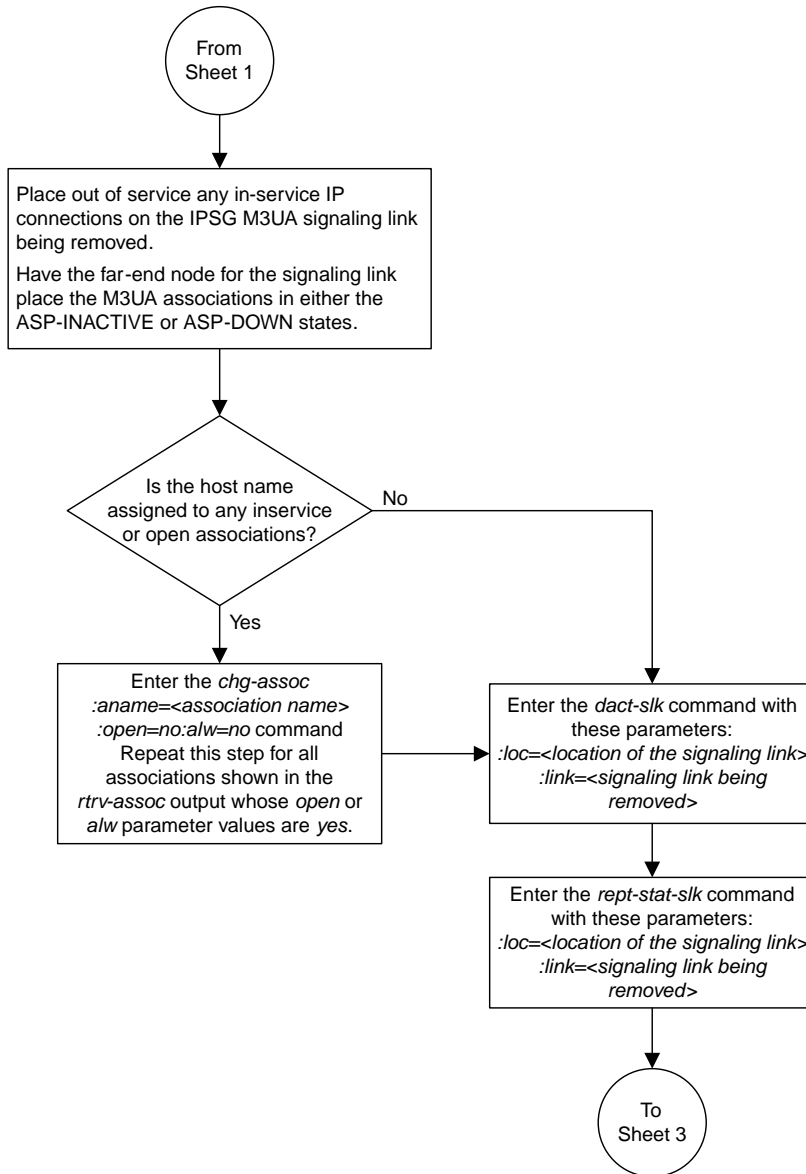 From
Sheet 1
Place out of service any in-service IP
connections on the IPSG M3UA signaling link
being removed.
Have the far-end node for the signaling link
place the M3UA associations in either the
ASP-INACTIVE or ASP-DOWN states.
Is the host name
assigned to any inservice
or open associations?
No
Yes
Enter the chg-assoc
:aname=<association name>
:open=no:alw=no command
Repeat this step for all
associations shown in the
rtrv-assoc output whose open or
alw parameter values are yes.
Enter the dact-slk command with
these parameters:
:loc=<location of the signaling link>
:link=<signaling link being
removed>
Enter the rept-stat-slk command
with these parameters:
:loc=<location of the signaling link>
:link=<signaling link being
removed>
To
Sheet 3